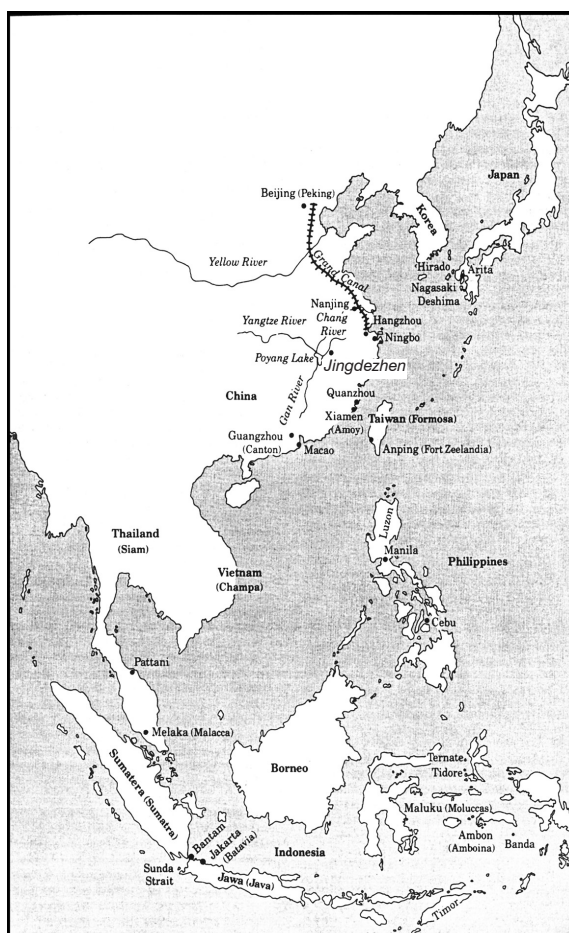 Beijing (Peking)
Japan
Korea
Yellow River
Grand Canal
Hirado
Arita
Nagasaki
Deshima
Nanjing
Chang
River
Hangzhou
Yangtze River
Ningbo
Poyang Lake
Jingdezhen
China
Gan River
Quanzhou
Xiamen
(Amoy)
Taiwan (Formosa)
Guangzhou
(Canton)
Macao
Anping (Fort Zeelandia)
Luzon
Thailand
(Siam)
Manila
Philippines
Vietnam
(Champa)
Cebu
Pattani
Melaka (Malacca)
Sumatera (Sumatra)
Borneo
Ternate
Tidore
Maluku (Moluccas)
Ambon
(Amboina)
Banda
Bantam
Jakarta
(Batavia)
Indonesia
Sunda
Strait
Jawa (Java)
Timor